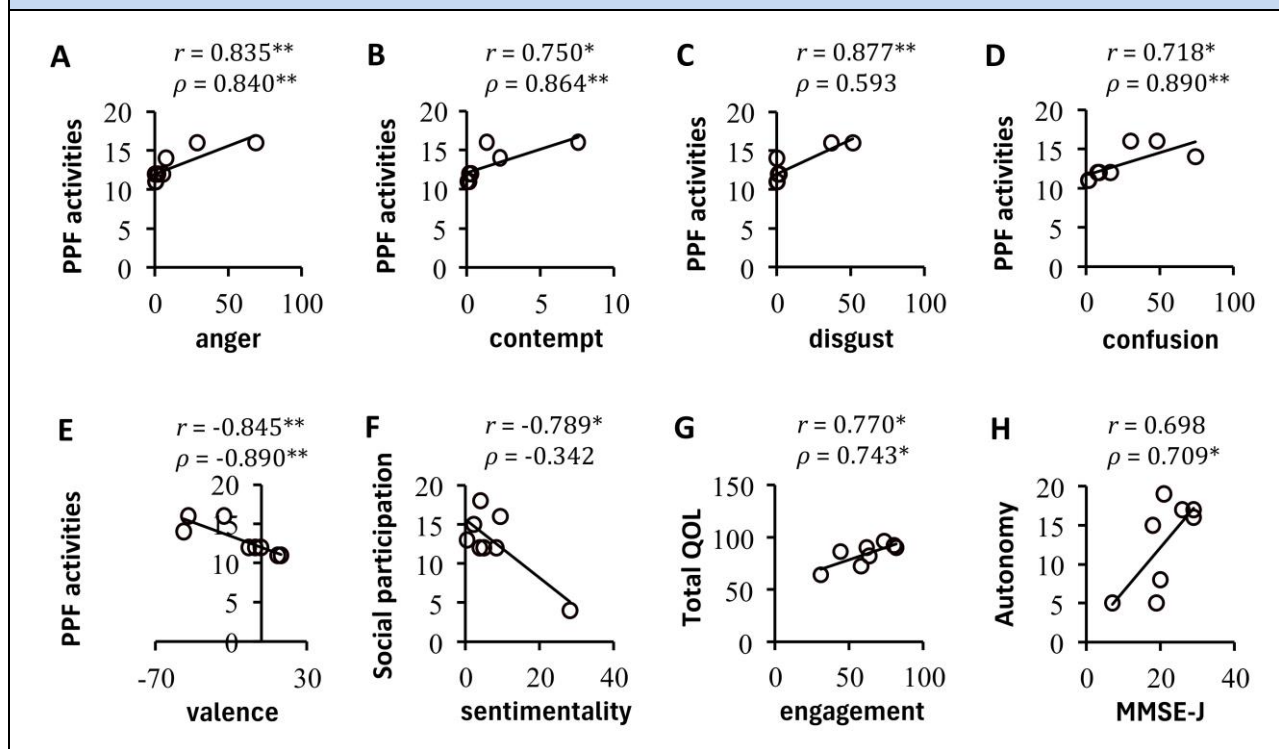 A
r = 0.835**
ρ = 0.840**
PPF activities
20
15
10
5
0
0 50 100
anger
B
r = 0.750*
ρ = 0.864**
PPF activities
20
15
10
5
0
0 5 10
contempt
C
r = 0.877**
ρ = 0.593
PPF activities
20
15
10
5
0
0 50 100
disgust
D
r = 0.718*
ρ = 0.890**
PPF activities
20
15
10
5
0
0 50 100
confusion
E
r = -0.845**
ρ = -0.890**
PPF activities
20
15
10
5
0
-70 30
valence
F
r = -0.789*
ρ = -0.342
Social participation
20
15
10
5
0
0 20 40
sentimentality
G
r = 0.770*
ρ = 0.743*
Total QOL
150
100
50
0
0 50 100
engagement
H
r = 0.698
ρ = 0.709*
Autonomy
20
15
10
5
0
0 20 40
MMSE-J